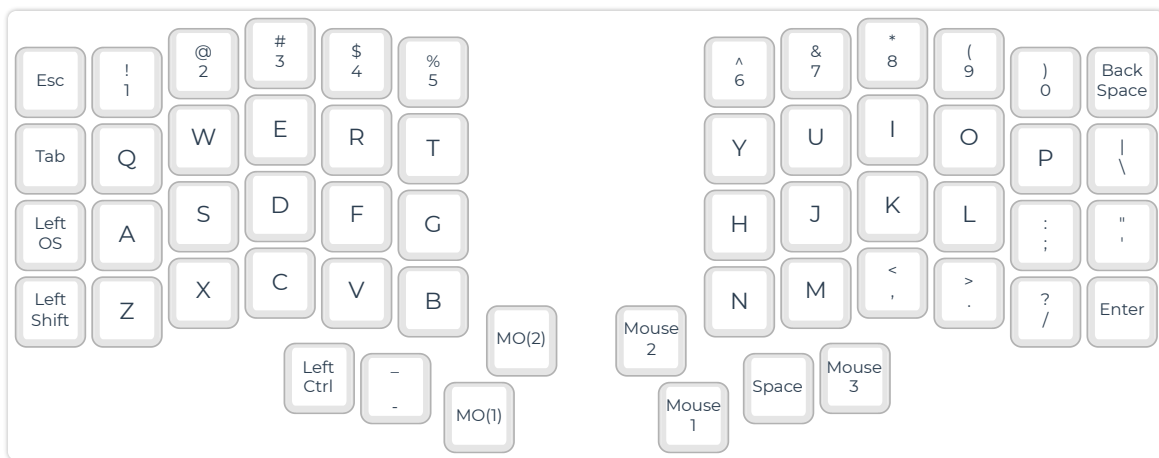 Esc ! 1 @ 2 # 3 $ 4 % 5 ^ 6 & 7 * 8 ( 9 ) 0 Back Space
Tab Q W E R T Y U I O P | \
Left OS A S D F G H J K L : ; " '
Left Shift Z X C V B N M < , > . ? / Enter
MO(2) Mouse 2
Left Ctrl _ - MO(1) Mouse 1 Space Mouse 3